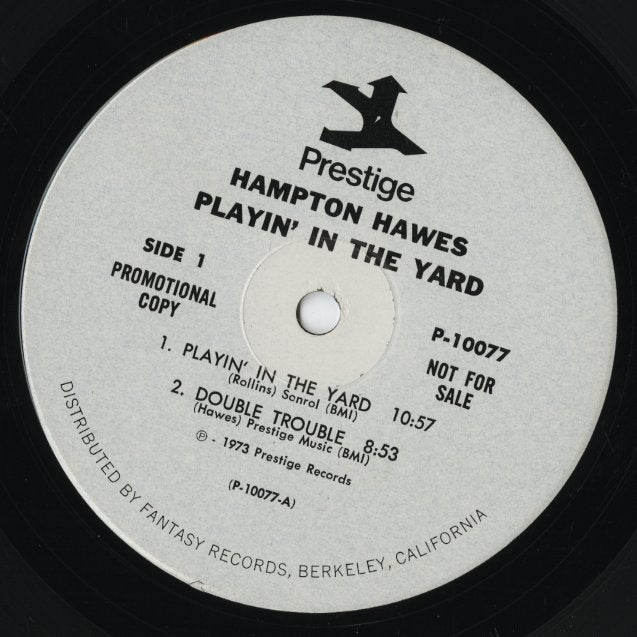 Prestige
HAMPTON HAWES
PLAYIN' IN THE YARD
SIDE 1
PROMOTIONAL
COPY
P-10077
NOT FOR
SALE
1. PLAYIN' IN THE YARD 10:57
(Rollins) Sonrol (BMI)
2. DOUBLE TROUBLE 8:53
(Hawes) Prestige Music (BMI)
℗ - 1973 Prestige Records
(P-10077-A)
DISTRIBUTED BY FANTASY RECORDS, BERKELEY, CALIFORNIA